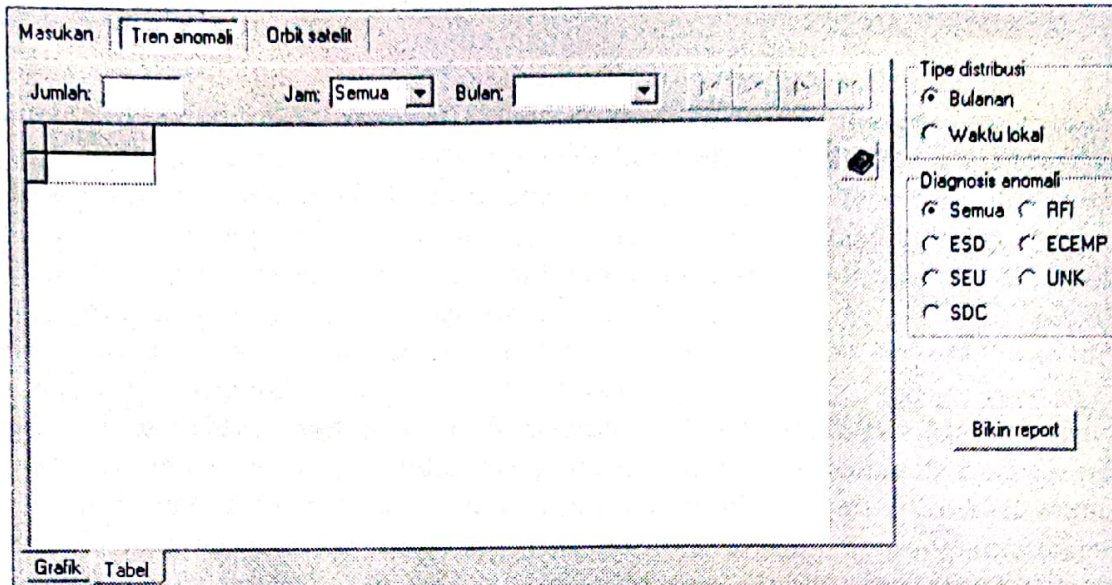 Masukan Tren anomali Orbit satelit
Jumlah: Jam: Semua Bulan:
Tipe distribusi
Bulanan
Waktu lokal
Diagnosis anomali
Semua RFI
ESD ECEMP
SEU UNK
SDC
Bikin report
Grafik Tabel